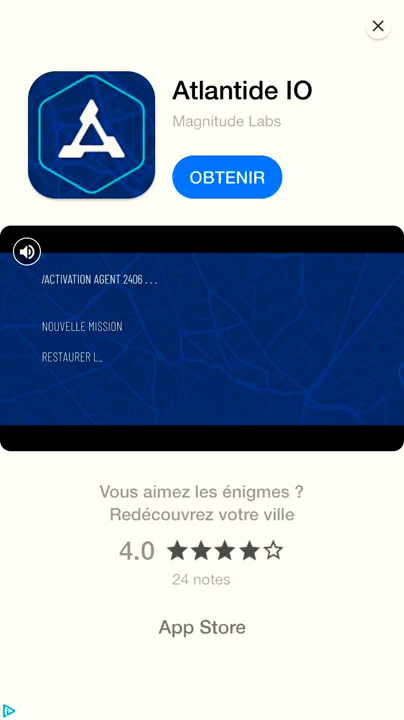 Atlantide IO
Magnitude Labs
OBTENIR
/ACTIVATION AGENT 2406 . . .
NOUVELLE MISSION
RESTAURER L_
Vous aimez les énigmes ?
Redécouvrez votre ville
4.0
24 notes
App Store